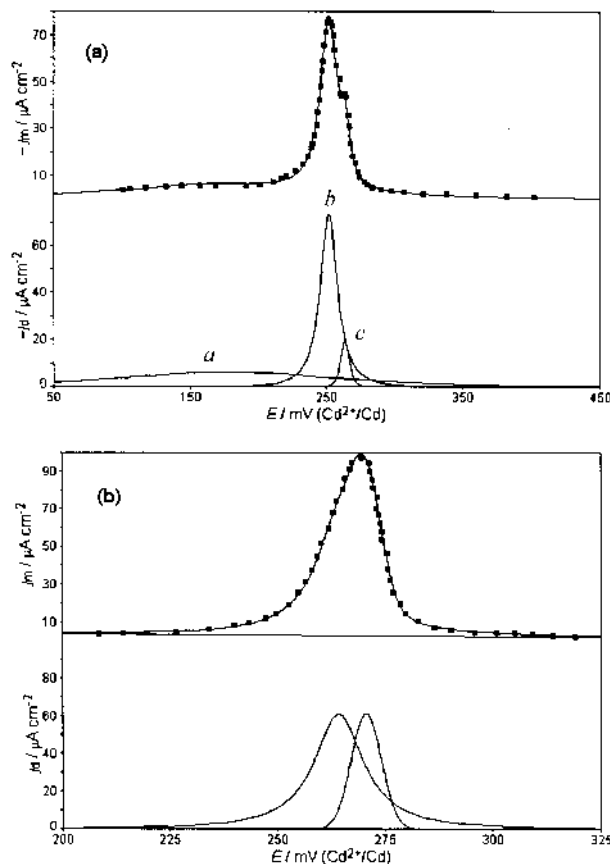 (a)
70
50
30
10
−jm / μA cm⁻²
b
60
40
20
0
−jd / μA cm⁻²
a
c
50
150
250
350
450
E / mV (Cd²⁺/Cd)
(b)
90
70
50
30
10
jm / μA cm⁻²
80
60
40
20
0
jd / μA cm⁻²
200
225
250
275
300
325
E / mV (Cd²⁺/Cd)